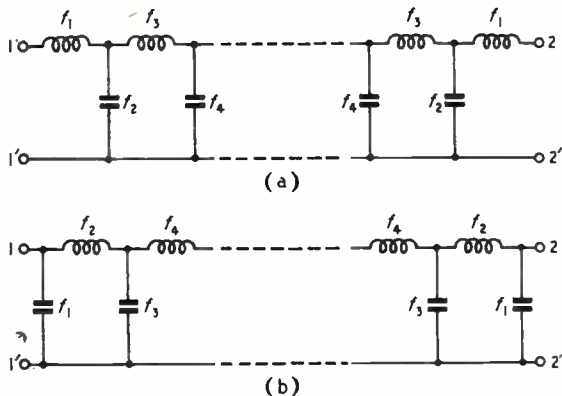 f₁ f₃ f₃ f₁
1 2
f₂ f₄ f₄ f₂
1′ 2′
(a)
f₂ f₄ f₄ f₂
1 2
f₁ f₃ f₃ f₁
1′ 2′
(b)